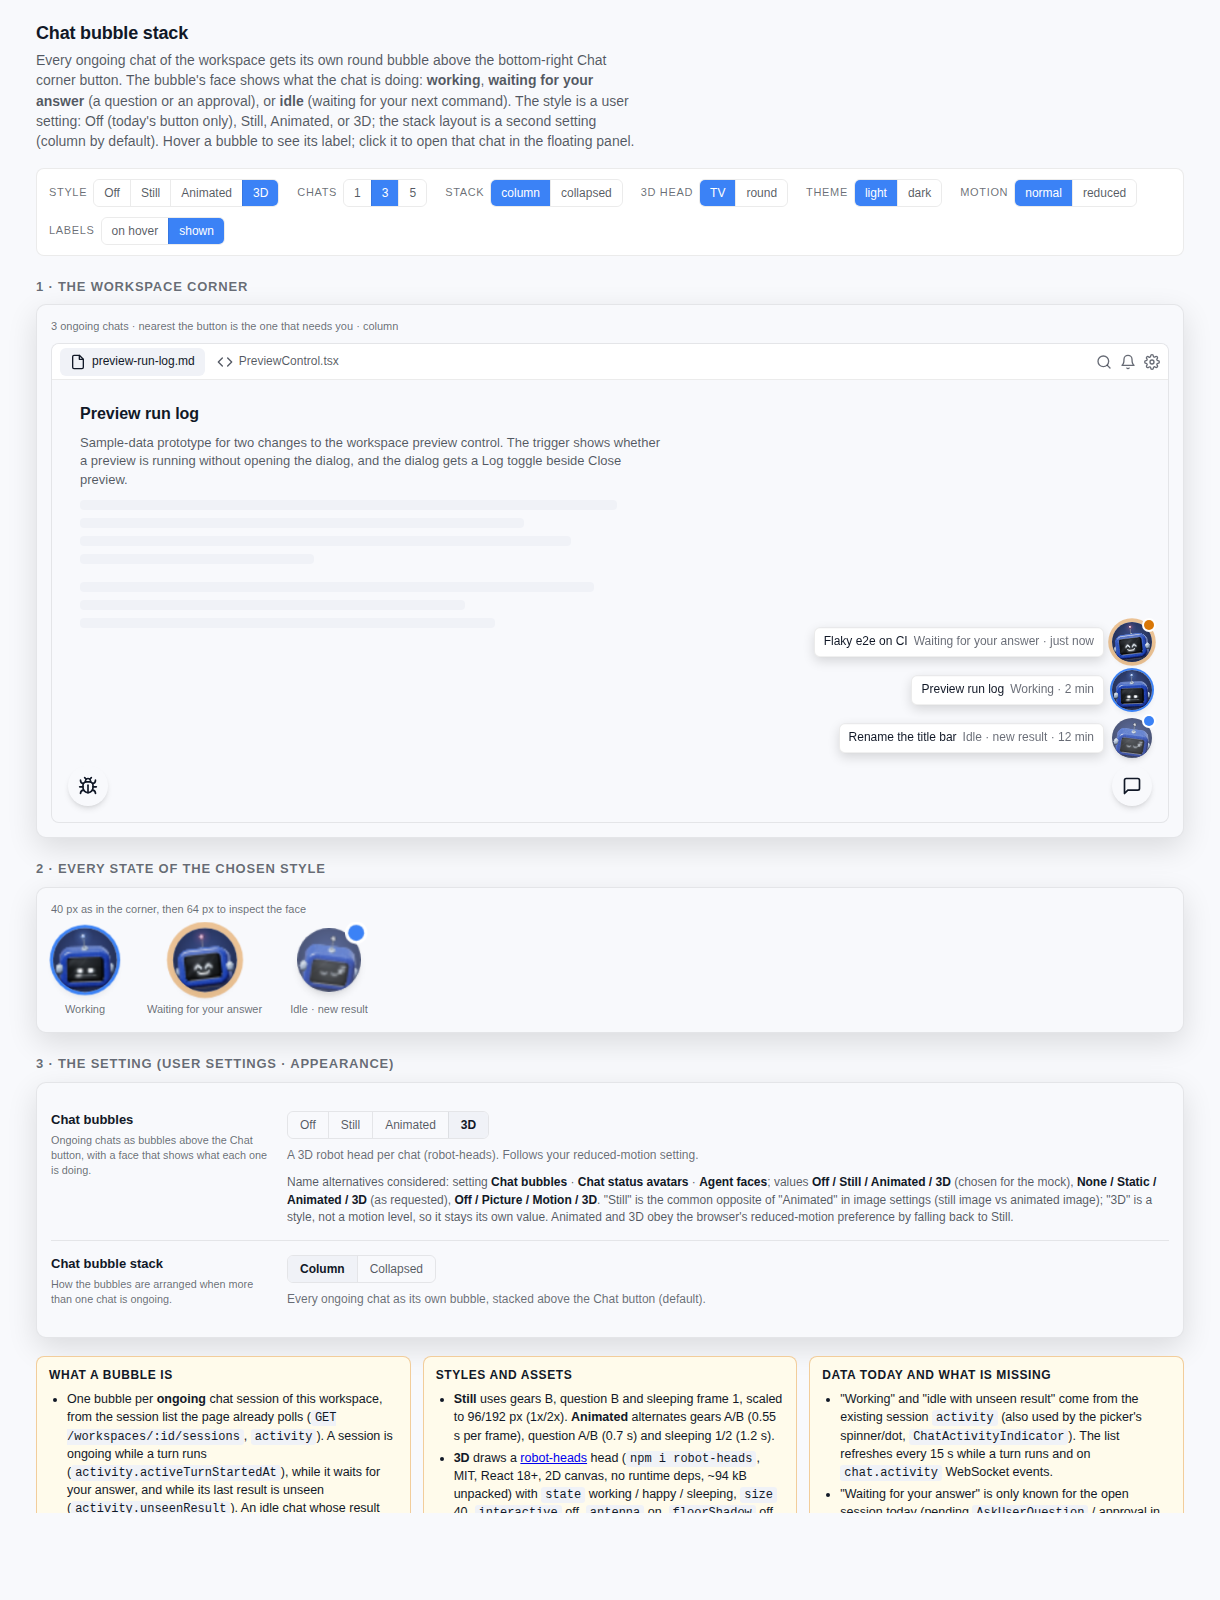 Chat bubble stack
Every ongoing chat of the workspace gets its own round bubble above the bottom-right Chat
corner button. The bubble's face shows what the chat is doing: working, waiting for your
answer (a question or an approval), or idle (waiting for your next command). The style is a user
setting: Off (today's button only), Still, Animated, or 3D; the stack layout is a second setting
(column by default). Hover a bubble to see its label; click it to open that chat in the floating panel.
STYLE Off Still Animated 3D CHATS 1 3 5 STACK column collapsed 3D HEAD TV round THEME light dark MOTION normal reduced
LABELS on hover shown
1 · THE WORKSPACE CORNER
3 ongoing chats · nearest the button is the one that needs you · column
preview-run-log.md PreviewControl.tsx
Preview run log
Sample-data prototype for two changes to the workspace preview control. The trigger shows whether
a preview is running without opening the dialog, and the dialog gets a Log toggle beside Close
preview.
Flaky e2e on CI Waiting for your answer · just now
Preview run log Working · 2 min
Rename the title bar Idle · new result · 12 min
2 · EVERY STATE OF THE CHOSEN STYLE
40 px as in the corner, then 64 px to inspect the face
Working Waiting for your answer Idle · new result
3 · THE SETTING (USER SETTINGS · APPEARANCE)
Chat bubbles
Ongoing chats as bubbles above the Chat
button, with a face that shows what each one
is doing.
Off Still Animated 3D
A 3D robot head per chat (robot-heads). Follows your reduced-motion setting.
Name alternatives considered: setting Chat bubbles · Chat status avatars · Agent faces; values Off / Still / Animated / 3D (chosen for the mock), None / Static /
Animated / 3D (as requested), Off / Picture / Motion / 3D. "Still" is the common opposite of "Animated" in image settings (still image vs animated image); "3D" is a
style, not a motion level, so it stays its own value. Animated and 3D obey the browser's reduced-motion preference by falling back to Still.
Chat bubble stack
How the bubbles are arranged when more
than one chat is ongoing.
Column Collapsed
Every ongoing chat as its own bubble, stacked above the Chat button (default).
WHAT A BUBBLE IS
One bubble per ongoing chat session of this workspace,
from the session list the page already polls ( GET
/workspaces/:id/sessions , activity ). A session is
ongoing while a turn runs
( activity.activeTurnStartedAt ), while it waits for
your answer, and while its last result is unseen
( activity.unseenResult ). An idle chat whose result
STYLES AND ASSETS
Still uses gears B, question B and sleeping frame 1, scaled
to 96/192 px (1x/2x). Animated alternates gears A/B (0.55
s per frame), question A/B (0.7 s) and sleeping 1/2 (1.2 s).
3D draws a robot-heads head ( npm i robot-heads ,
MIT, React 18+, 2D canvas, no runtime deps, ~94 kB
unpacked) with state working / happy / sleeping, size
40, interactive off, antenna on, floorShadow off
DATA TODAY AND WHAT IS MISSING
"Working" and "idle with unseen result" come from the
existing session activity (also used by the picker's
spinner/dot, ChatActivityIndicator ). The list
refreshes every 15 s while a turn runs and on
chat.activity WebSocket events.
"Waiting for your answer" is only known for the open
session today (pending AskUserQuestion / approval in